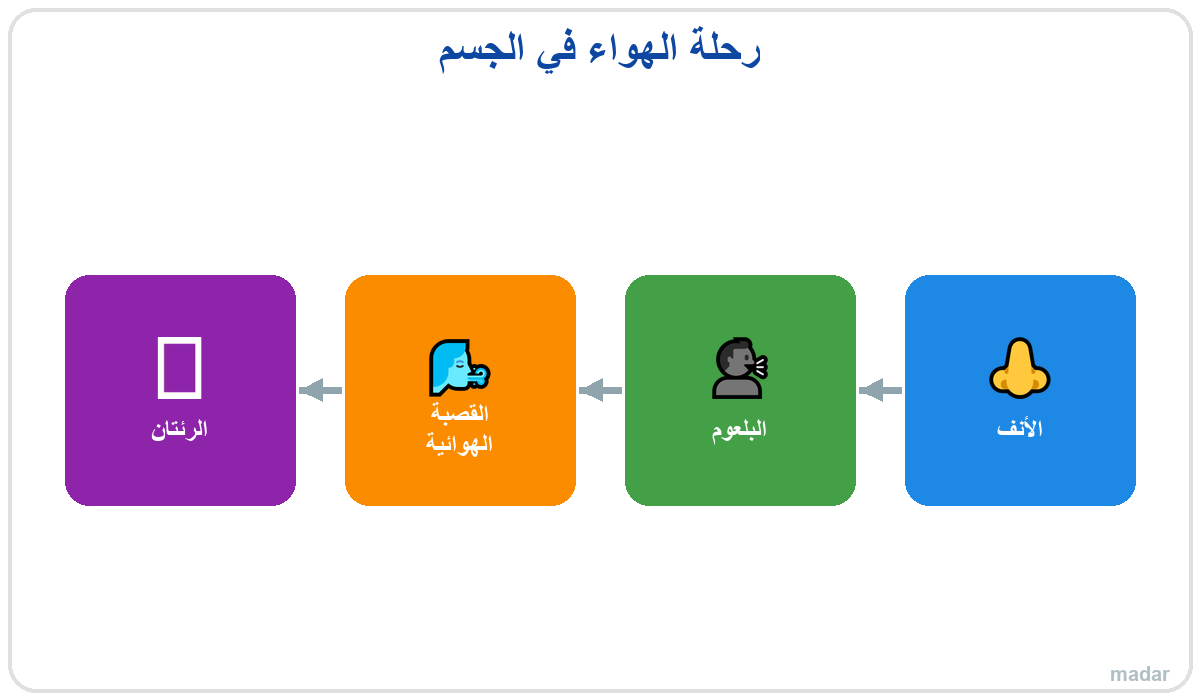 رحلة الهواء في الجسم
الأنف
البلعوم
القصبة
الهوائية
الرئتان
madar